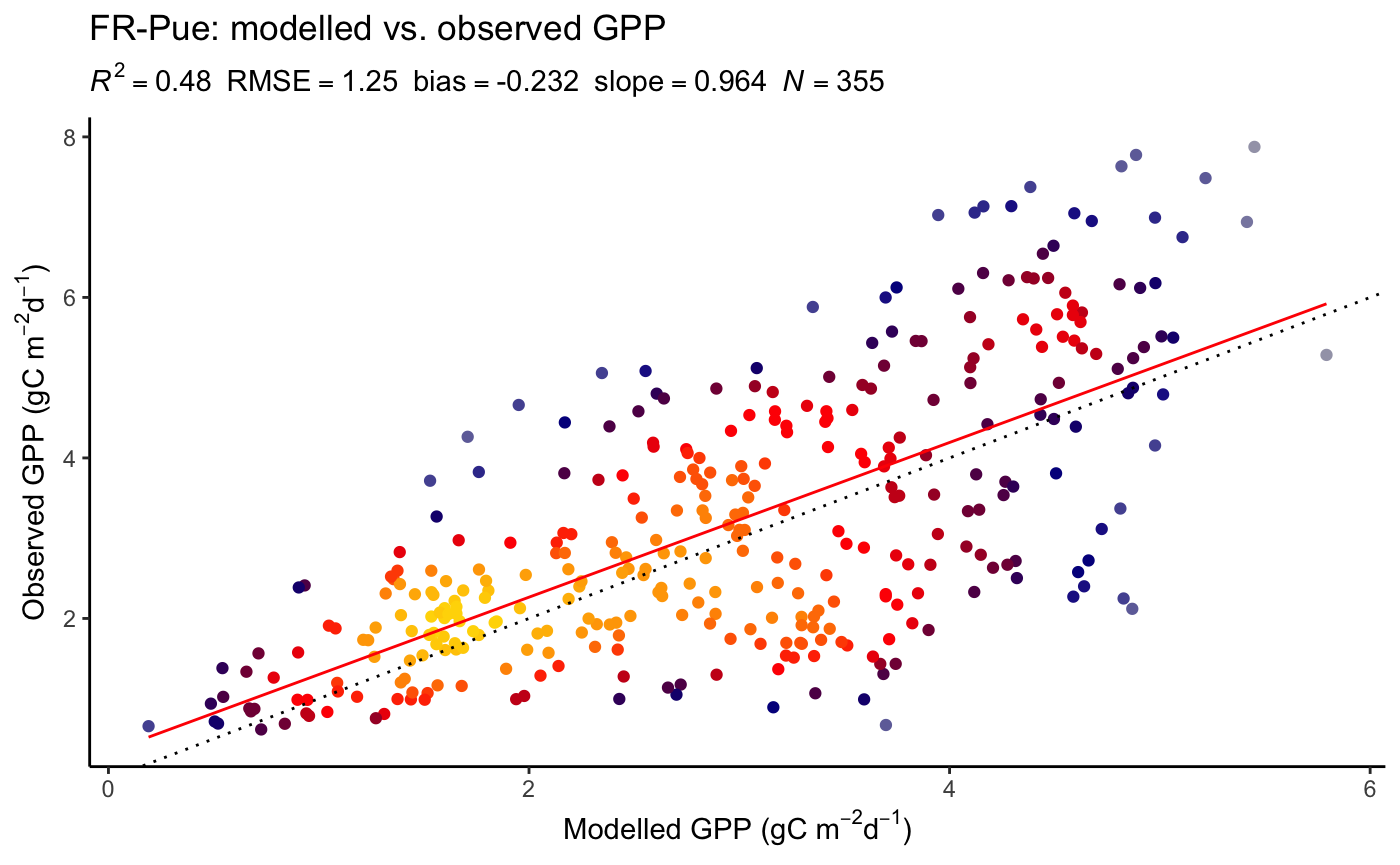 FR-Pue: modelled vs. observed GPP
R² = 0.48 RMSE = 1.25 bias = -0.232 slope = 0.964 N = 355
8
6
4
2
Observed GPP (gC m⁻²d⁻¹)
0 2 4 6
Modelled GPP (gC m⁻²d⁻¹)